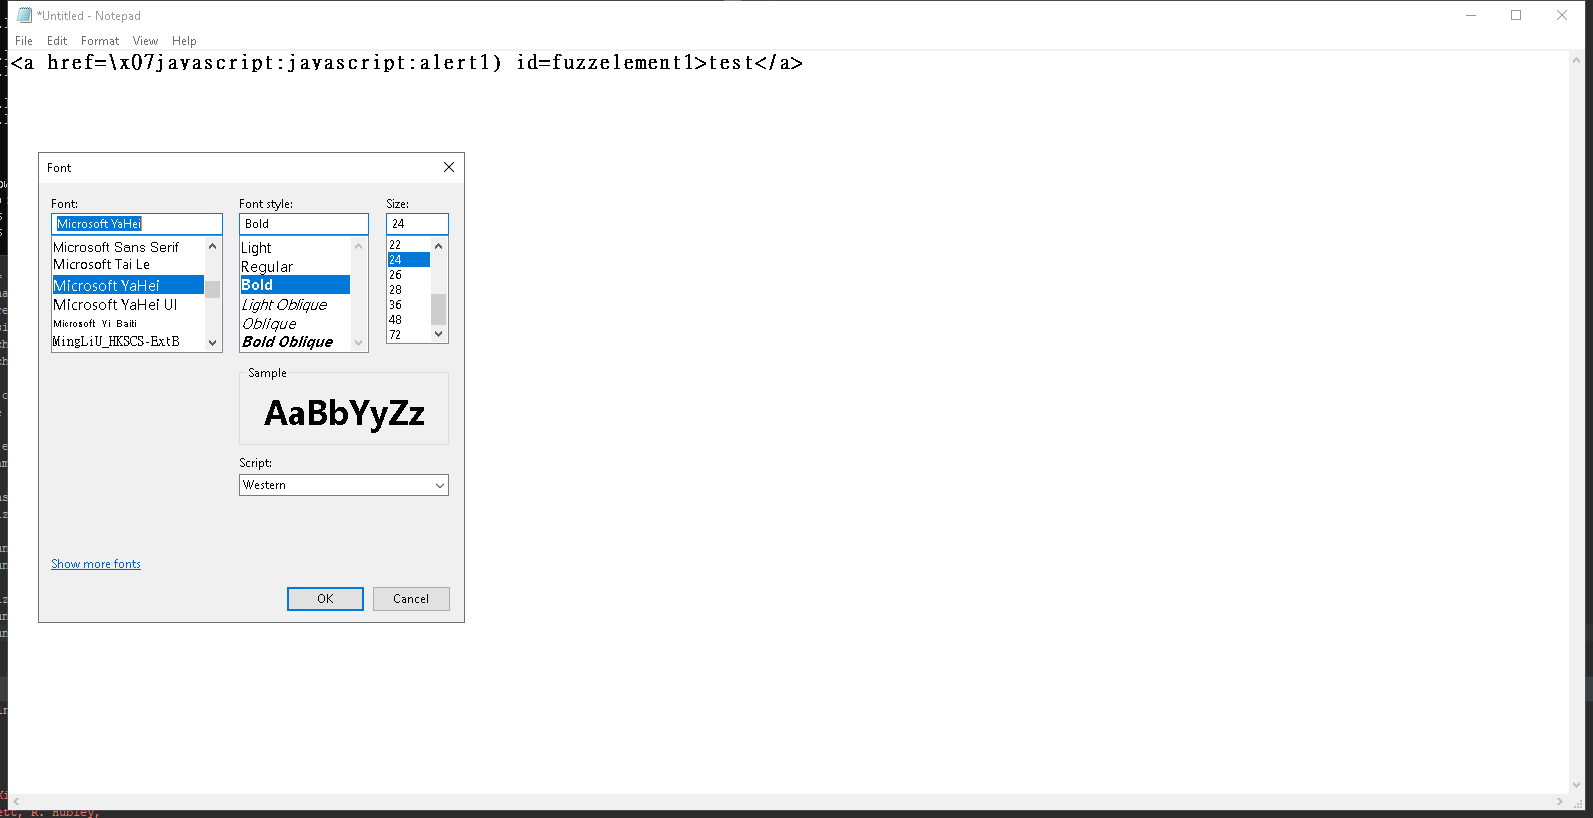 *Untitled - Notepad
File Edit Format View Help
<a href=\x07javascript:javascript:alert1) id=fuzzelement1>test</a>
Font
Font: Font style: Size:
Microsoft YaHei Bold 24
Microsoft Sans Serif
Microsoft Tai Le
Microsoft YaHei
Microsoft YaHei UI
Microsoft Yi Baiti
MingLiU_HKSCS-ExtB
Light
Regular
Bold
Light Oblique
Oblique
Bold Oblique
22
24
26
28
36
48
72
Sample
AaBbYyZz
Script:
Western
Show more fonts
OK Cancel
R. Hubley,